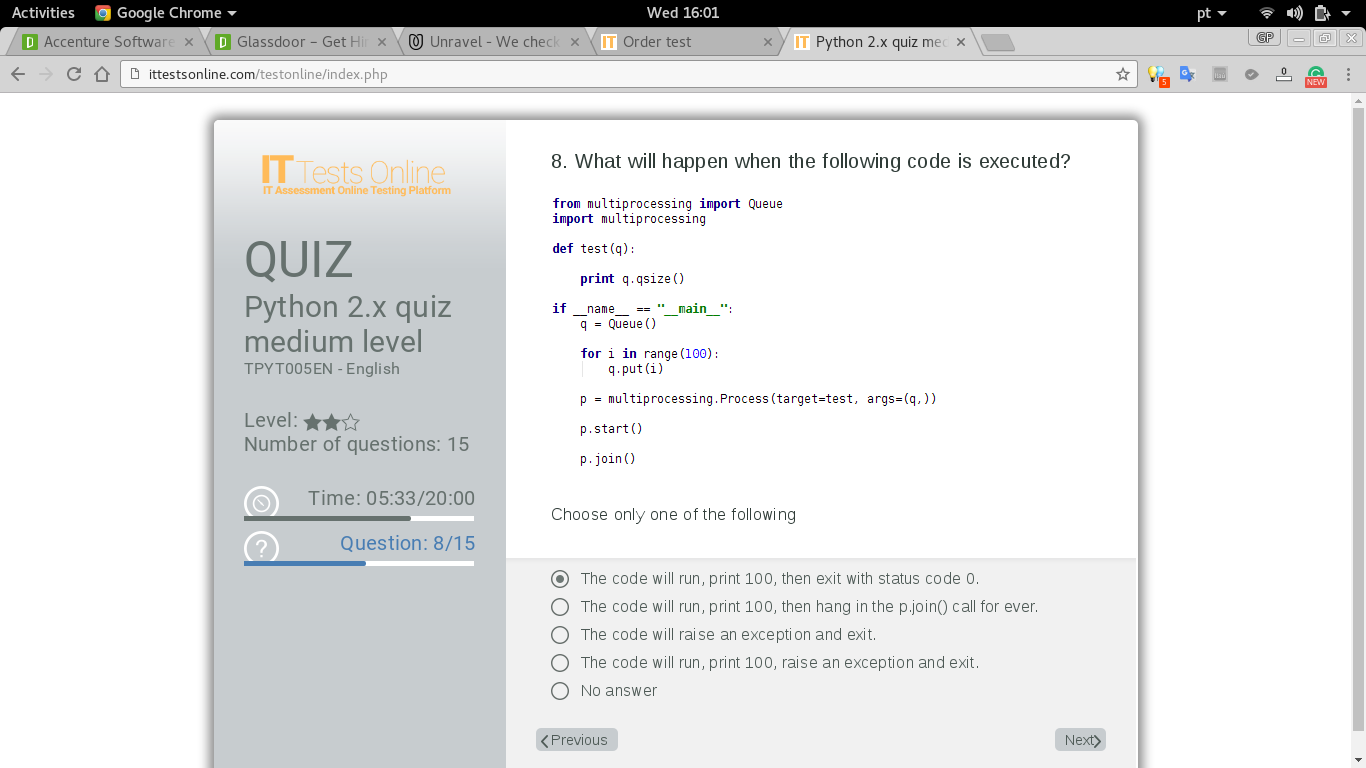 Activities Google Chrome Wed 16:01 pt
Accenture Software Glassdoor – Get Hi Unravel - We check Order test Python 2.x quiz med GP
ittestsonline.com/testonline/index.php 5 0 NEW
IT Tests Online
IT Assessment Online Testing Platform
QUIZ
Python 2.x quiz
medium level
TPYT005EN - English
Level:
Number of questions: 15
Time: 05:33/20:00
Question: 8/15
8. What will happen when the following code is executed?
from multiprocessing import Queue
import multiprocessing
def test(q):
    print q.qsize()
if __name__ == "__main__":
    q = Queue()
    for i in range(100):
        q.put(i)
    p = multiprocessing.Process(target=test, args=(q,))
    p.start()
    p.join()
Choose only one of the following
The code will run, print 100, then exit with status code 0.
The code will run, print 100, then hang in the p.join() call for ever.
The code will raise an exception and exit.
The code will run, print 100, raise an exception and exit.
No answer
Previous
Next